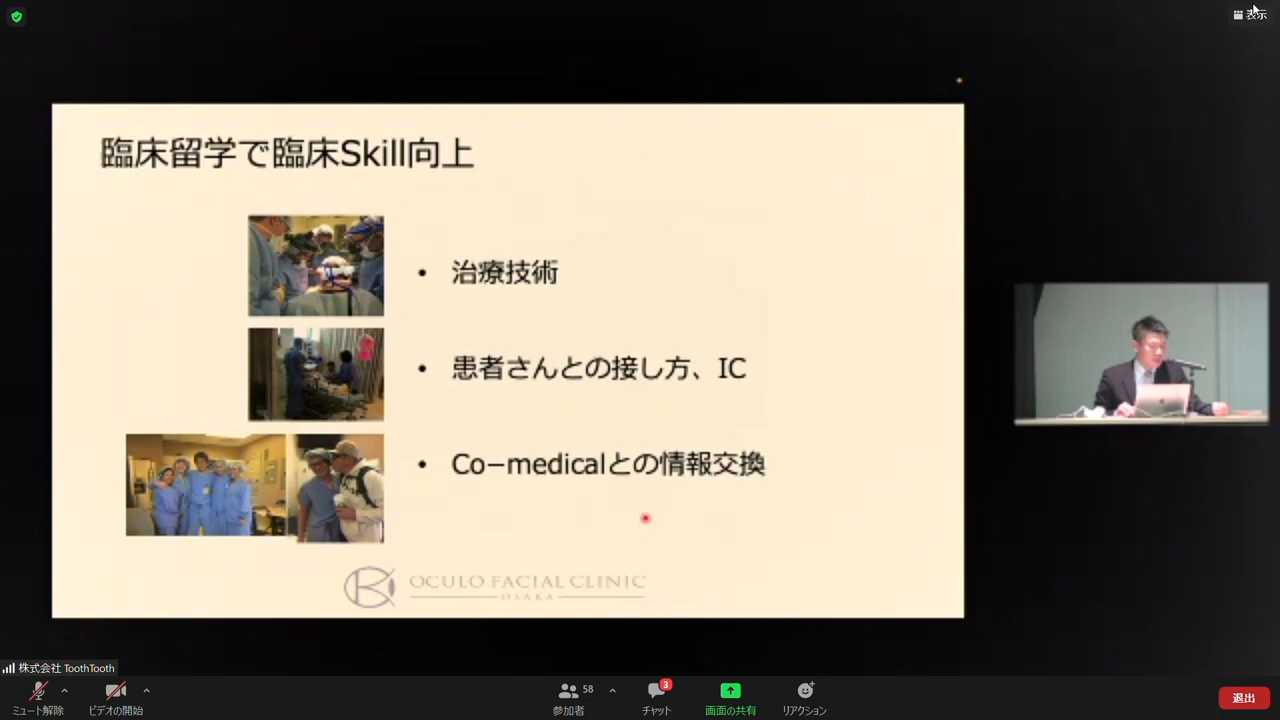 表示
臨床留学で臨床Skill向上
• 治療技術
• 患者さんとの接し方、IC
• Co−medicalとの情報交換
OCULO FACIAL CLINIC
OSAKA
株式会社 ToothTooth
ミュート解除
ビデオの開始
58
参加者
3
チャット
画面の共有
リアクション
退出